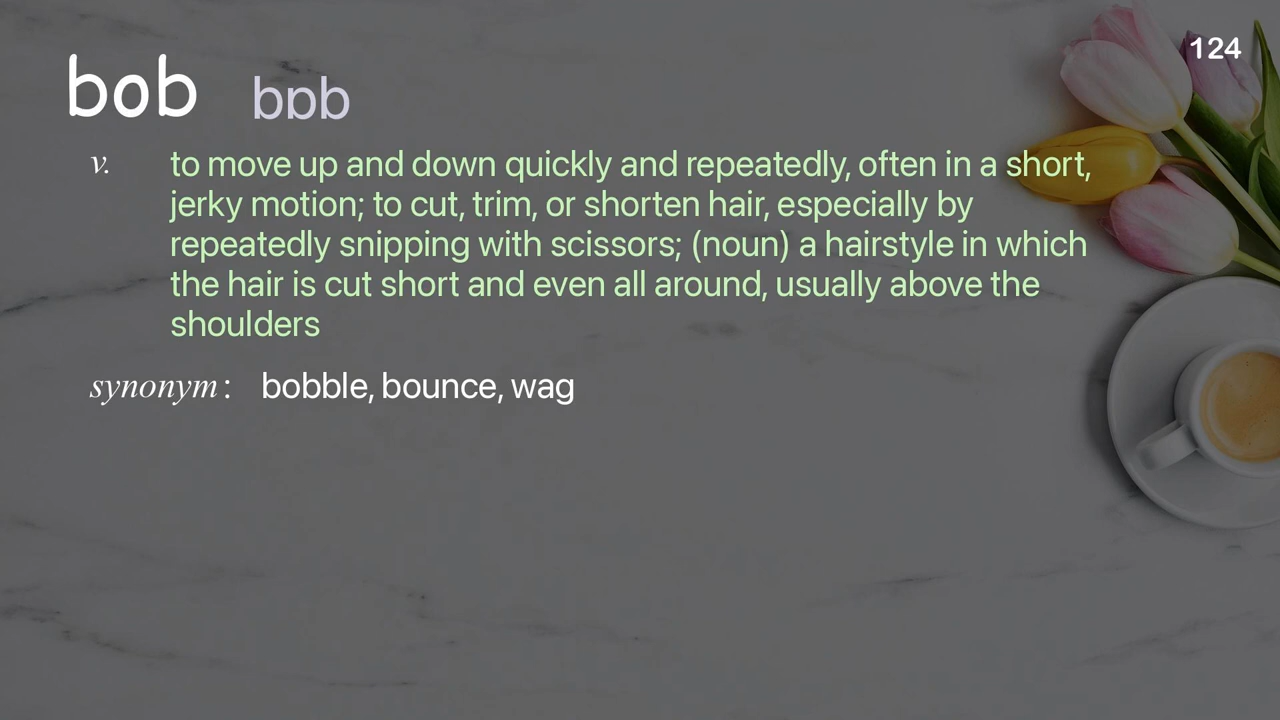 124
bob bɒb
v. to move up and down quickly and repeatedly, often in a short,
jerky motion; to cut, trim, or shorten hair, especially by
repeatedly snipping with scissors; (noun) a hairstyle in which
the hair is cut short and even all around, usually above the
shoulders
synonym: bobble, bounce, wag